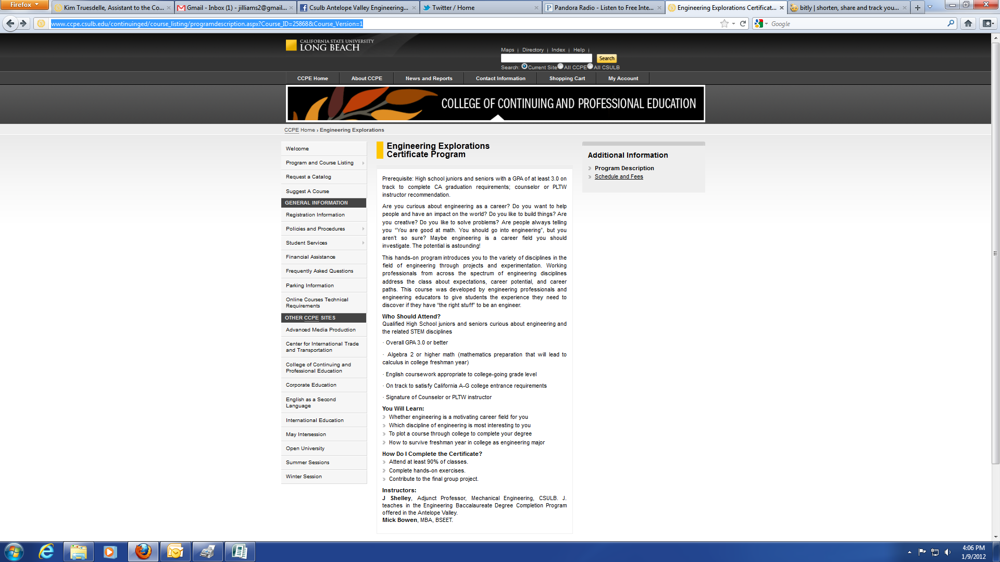 Firefox
Kim Truesdelle, Assistant to the Co...
Gmail - Inbox (1) - jilliams2@gmail...
Csulb Antelope Valley Engineering...
Twitter / Home
Pandora Radio - Listen to Free Inte...
Engineering Explorations Certificat...
bitly | shorten, share and track you...
www.ccpe.csulb.edu/continuinged/course_listing/programdescription.aspx?Course_ID=25868&Course_Version=1
Google
CALIFORNIA STATE UNIVERSITY
LONG BEACH
Maps | Directory | Index | Help |
Search
Search: Current Site All CCPE All CSULB
CCPE Home About CCPE News and Reports Contact Information Shopping Cart My Account
COLLEGE OF CONTINUING AND PROFESSIONAL EDUCATION
CCPE Home › Engineering Explorations
Welcome
Program and Course Listing
Request a Catalog
Suggest A Course
GENERAL INFORMATION
Registration Information
Policies and Procedures
Student Services
Financial Assistance
Frequently Asked Questions
Parking Information
Online Courses Technical
Requirements
OTHER CCPE SITES
Advanced Media Production
Center for International Trade
and Transportation
College of Continuing and
Professional Education
Corporate Education
English as a Second
Language
International Education
May Intersession
Open University
Summer Sessions
Winter Session
Engineering Explorations
Certificate Program
Prerequisite: High school juniors and seniors with a GPA of at least 3.0 on
track to complete CA graduation requirements; counselor or PLTW
instructor recommendation.
Are you curious about engineering as a career? Do you want to help
people and have an impact on the world? Do you like to build things? Are
you creative? Do you like to solve problems? Are people always telling
you “You are good at math. You should go into engineering”, but you
aren't so sure? Maybe engineering is a career field you should
investigate. The potential is astounding!
This hands-on program introduces you to the variety of disciplines in the
field of engineering through projects and experimentation. Working
professionals from across the spectrum of engineering disciplines
address the class about expectations, career potential, and career
paths. This course was developed by engineering professionals and
engineering educators to give students the experience they need to
discover if they have “the right stuff” to be an engineer.
Who Should Attend?
Qualified High School juniors and seniors curious about engineering and
the related STEM disciplines
· Overall GPA 3.0 or better
· Algebra 2 or higher math (mathematics preparation that will lead to
calculus in college freshman year)
· English coursework appropriate to college-going grade level
· On track to satisfy California A-G college entrance requirements
· Signature of Counselor or PLTW instructor
You Will Learn:
Whether engineering is a motivating career field for you
Which discipline of engineering is most interesting to you
To plot a course through college to complete your degree
How to survive freshman year in college as engineering major
How Do I Complete the Certificate?
Attend at least 90% of classes.
Complete hands-on exercises.
Contribute to the final group project.
Instructors:
J Shelley, Adjunct Professor, Mechanical Engineering, CSULB. J.
teaches in the Engineering Baccalaureate Degree Completion Program
offered in the Antelope Valley.
Mick Bowen, MBA, BSEET.
Additional Information
Program Description
Schedule and Fees
4:06 PM
1/9/2012